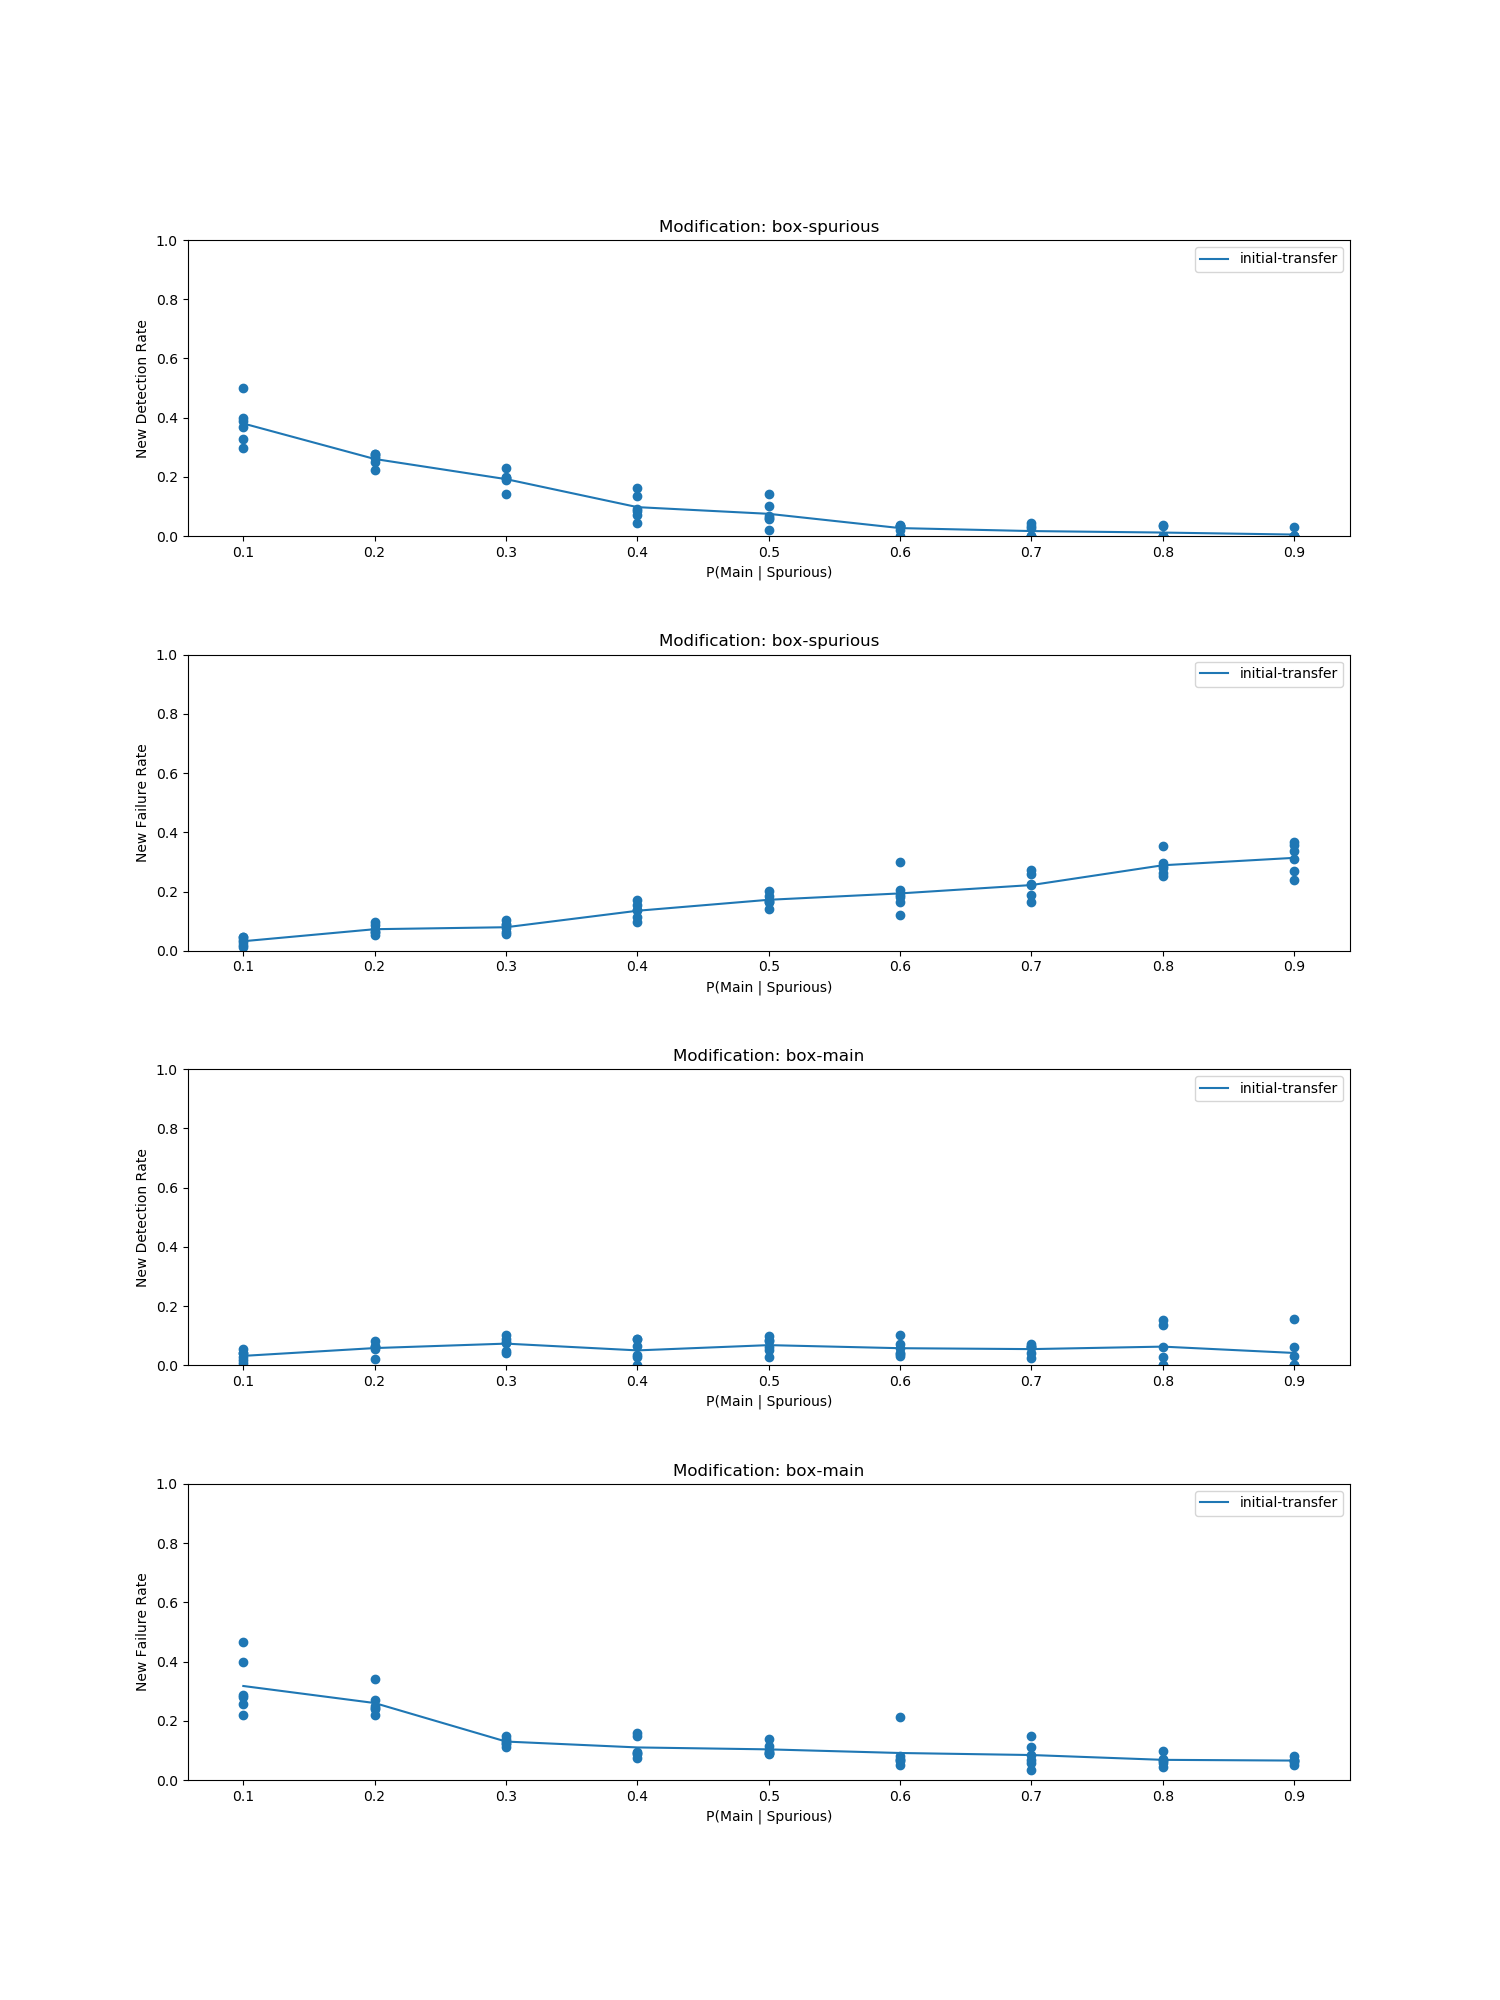 Modification: box-spurious
1.0
0.8
0.6
0.4
0.2
0.0
New Detection Rate
initial-transfer
0.1 0.2 0.3 0.4 0.5 0.6 0.7 0.8 0.9
P(Main | Spurious)
Modification: box-spurious
1.0
0.8
0.6
0.4
0.2
0.0
New Failure Rate
initial-transfer
0.1 0.2 0.3 0.4 0.5 0.6 0.7 0.8 0.9
P(Main | Spurious)
Modification: box-main
1.0
0.8
0.6
0.4
0.2
0.0
New Detection Rate
initial-transfer
0.1 0.2 0.3 0.4 0.5 0.6 0.7 0.8 0.9
P(Main | Spurious)
Modification: box-main
1.0
0.8
0.6
0.4
0.2
0.0
New Failure Rate
initial-transfer
0.1 0.2 0.3 0.4 0.5 0.6 0.7 0.8 0.9
P(Main | Spurious)